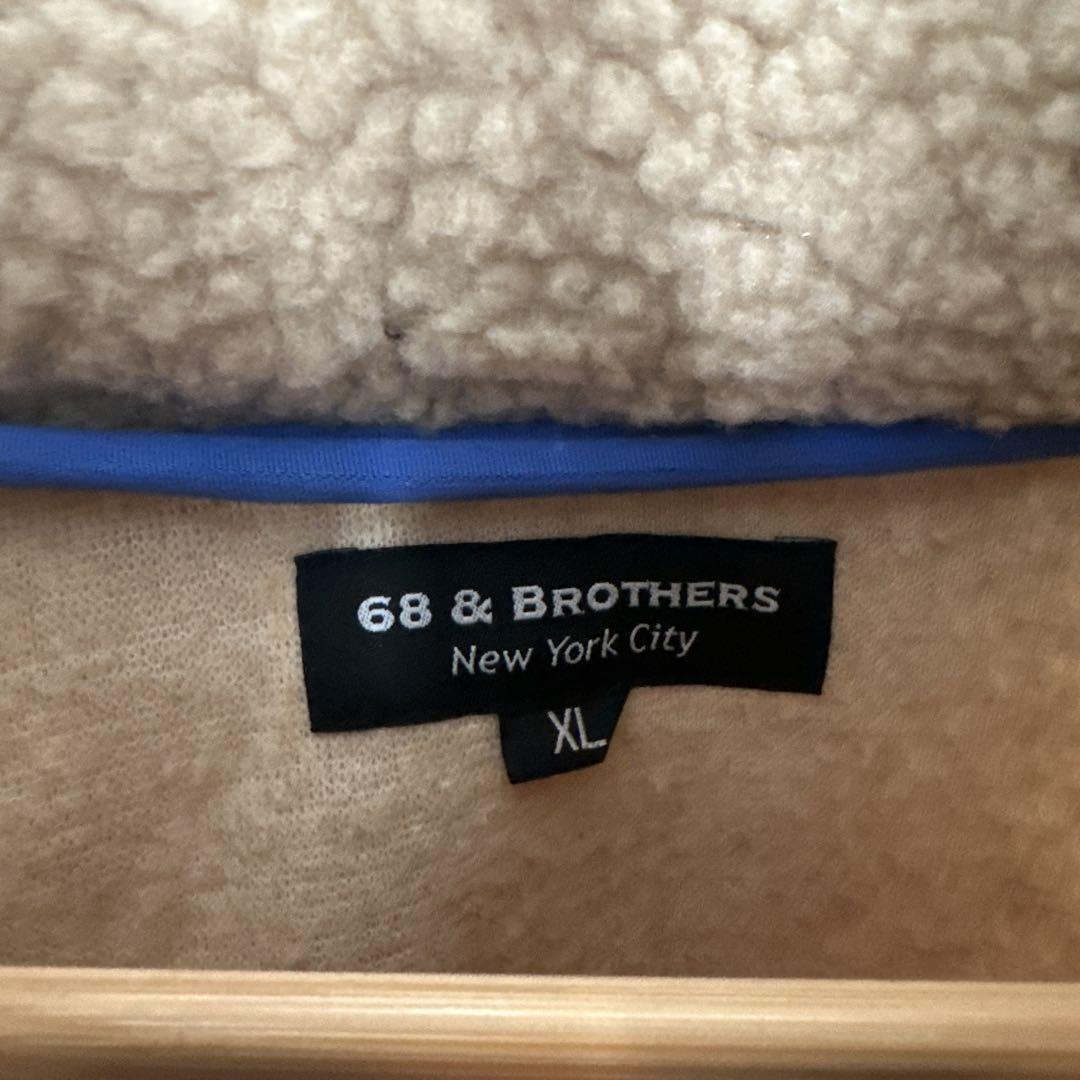 68 & BROTHERS
New York City
XL